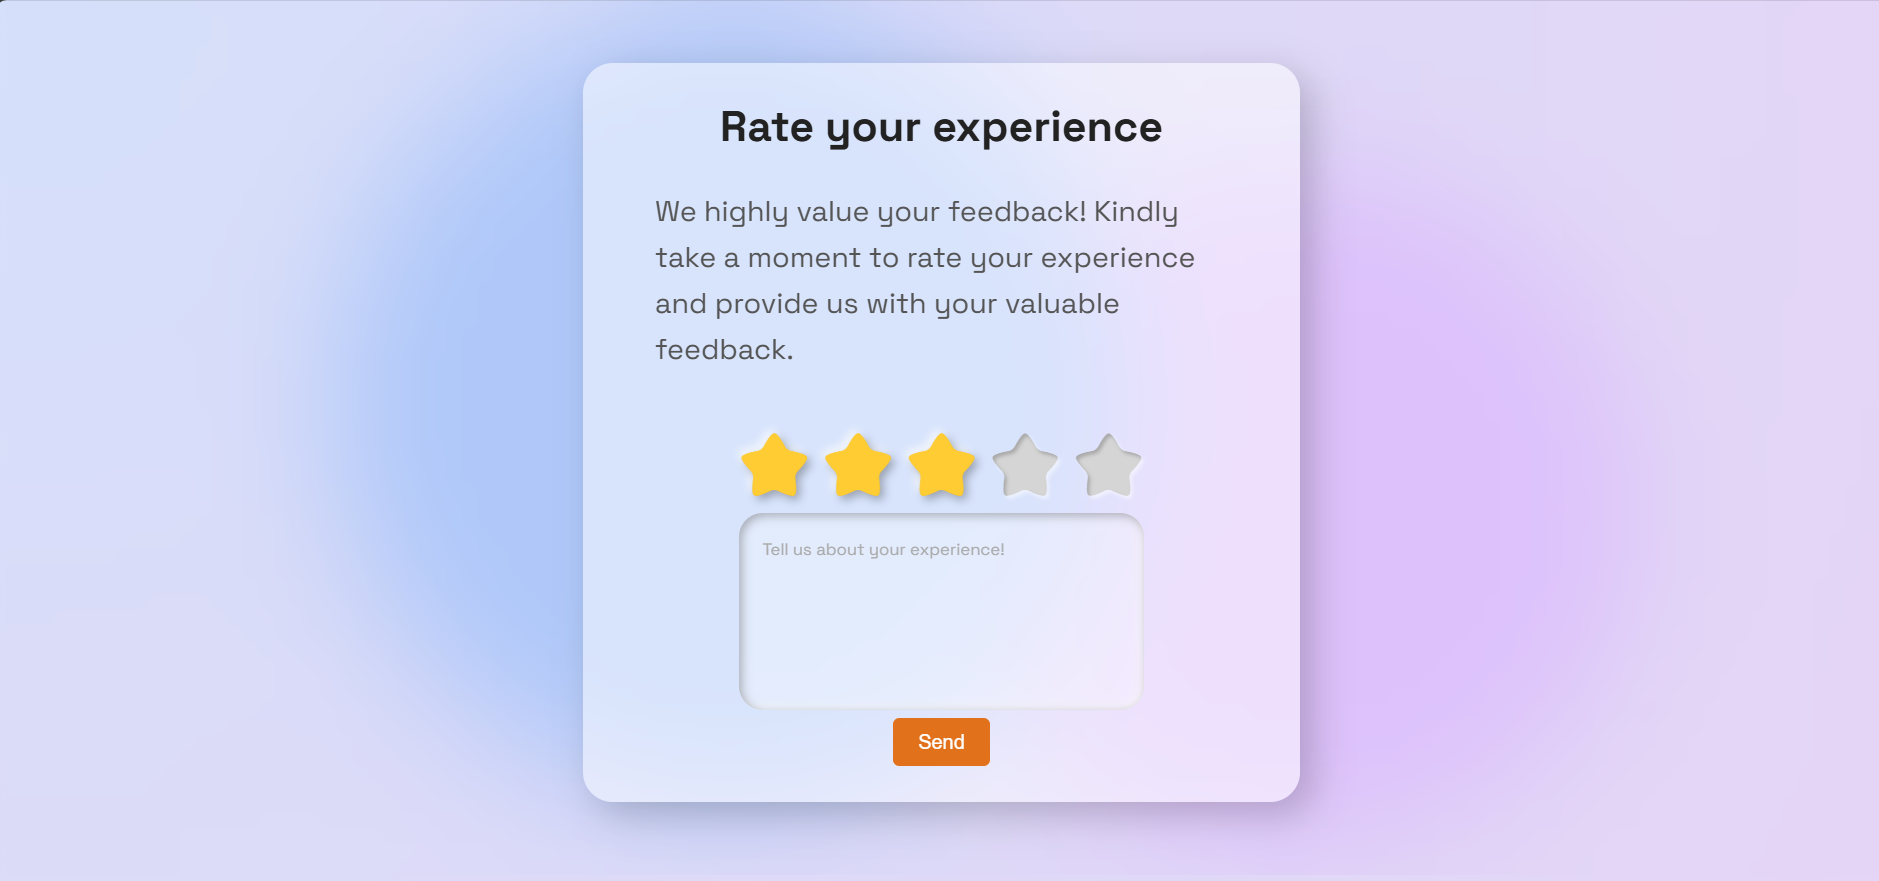 Rate your experience
We highly value your feedback! Kindly
take a moment to rate your experience
and provide us with your valuable
feedback.
Tell us about your experience!
Send